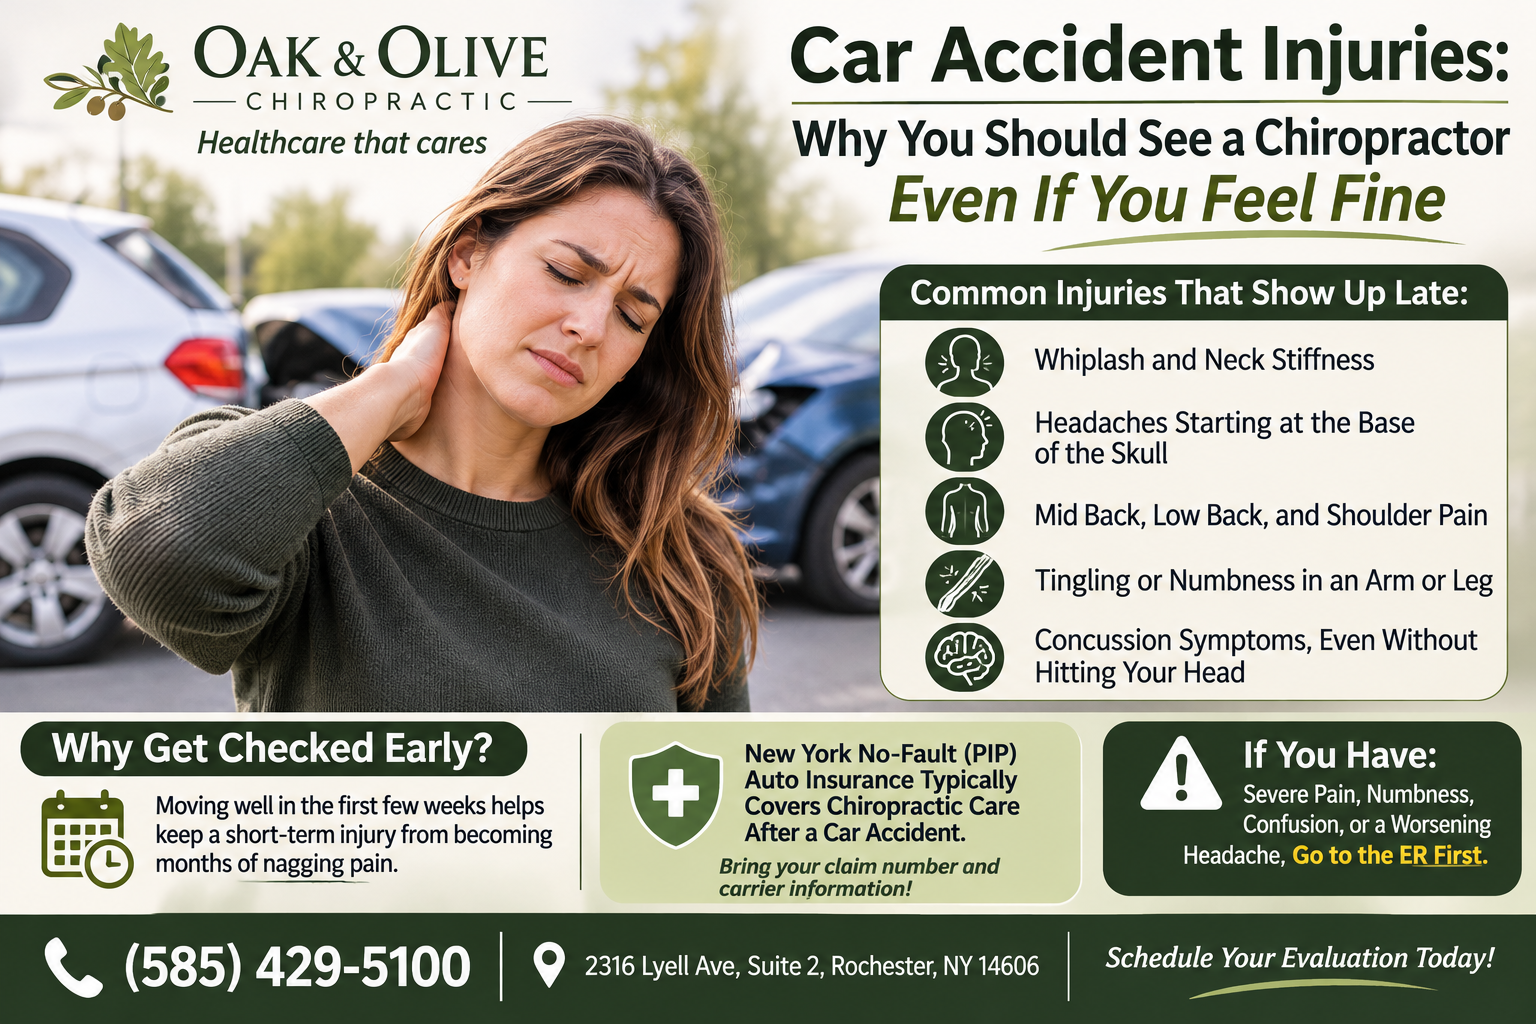 OAK & OLIVE
CHIROPRACTIC
Healthcare that cares
Car Accident Injuries:
Why You Should See a Chiropractor
Even If You Feel Fine
Common Injuries That Show Up Late:
Whiplash and Neck Stiffness
Headaches Starting at the Base
of the Skull
Mid Back, Low Back, and Shoulder Pain
Tingling or Numbness in an Arm or Leg
Concussion Symptoms, Even Without
Hitting Your Head
Why Get Checked Early?
Moving well in the first few weeks helps
keep a short-term injury from becoming
months of nagging pain.
New York No-Fault (PIP)
Auto Insurance Typically
Covers Chiropractic Care
After a Car Accident.
Bring your claim number and
carrier information!
If You Have:
Severe Pain, Numbness,
Confusion, or a Worsening
Headache, Go to the ER First.
(585) 429-5100
2316 Lyell Ave, Suite 2, Rochester, NY 14606
Schedule Your Evaluation Today!